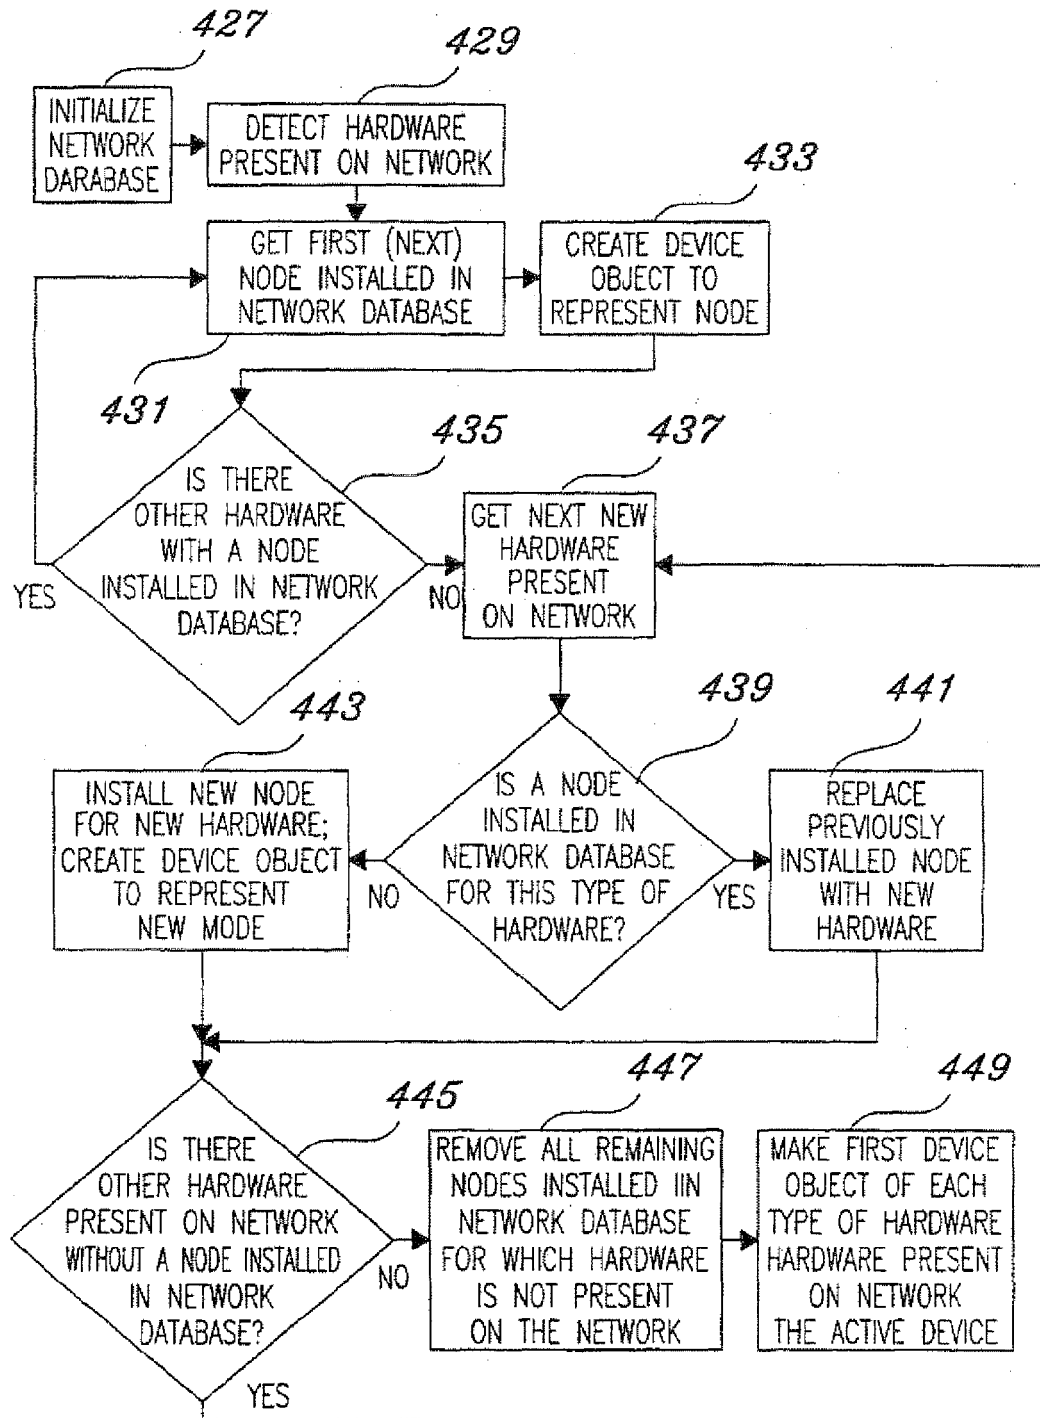 427
INITIALIZE
NETWORK
DARABASE
429
DETECT HARDWARE
PRESENT ON NETWORK
431
GET FIRST (NEXT)
NODE INSTALLED IN
NETWORK DATABASE
433
CREATE DEVICE
OBJECT TO
REPRESENT NODE
435
IS THERE
OTHER HARDWARE
WITH A NODE
INSTALLED IN NETWORK
DATABASE?
YES
NO
437
GET NEXT NEW
HARDWARE
PRESENT
ON NETWORK
439
IS A NODE
INSTALLED IN
NETWORK DATABASE
FOR THIS TYPE OF
HARDWARE?
NO
YES
441
REPLACE
PREVIOUSLY
INSTALLED NODE
WITH NEW
HARDWARE
443
INSTALL NEW NODE
FOR NEW HARDWARE;
CREATE DEVICE OBJECT
TO REPRESENT
NEW MODE
445
IS THERE
OTHER HARDWARE
PRESENT ON NETWORK
WITHOUT A NODE INSTALLED
IN NETWORK
DATABASE?
NO
YES
447
REMOVE ALL REMAINING
NODES INSTALLED IIN
NETWORK DATABASE
FOR WHICH HARDWARE
IS NOT PRESENT
ON THE NETWORK
449
MAKE FIRST DEVICE
OBJECT OF EACH
TYPE OF HARDWARE
HARDWARE PRESENT
ON NETWORK
THE ACTIVE DEVICE